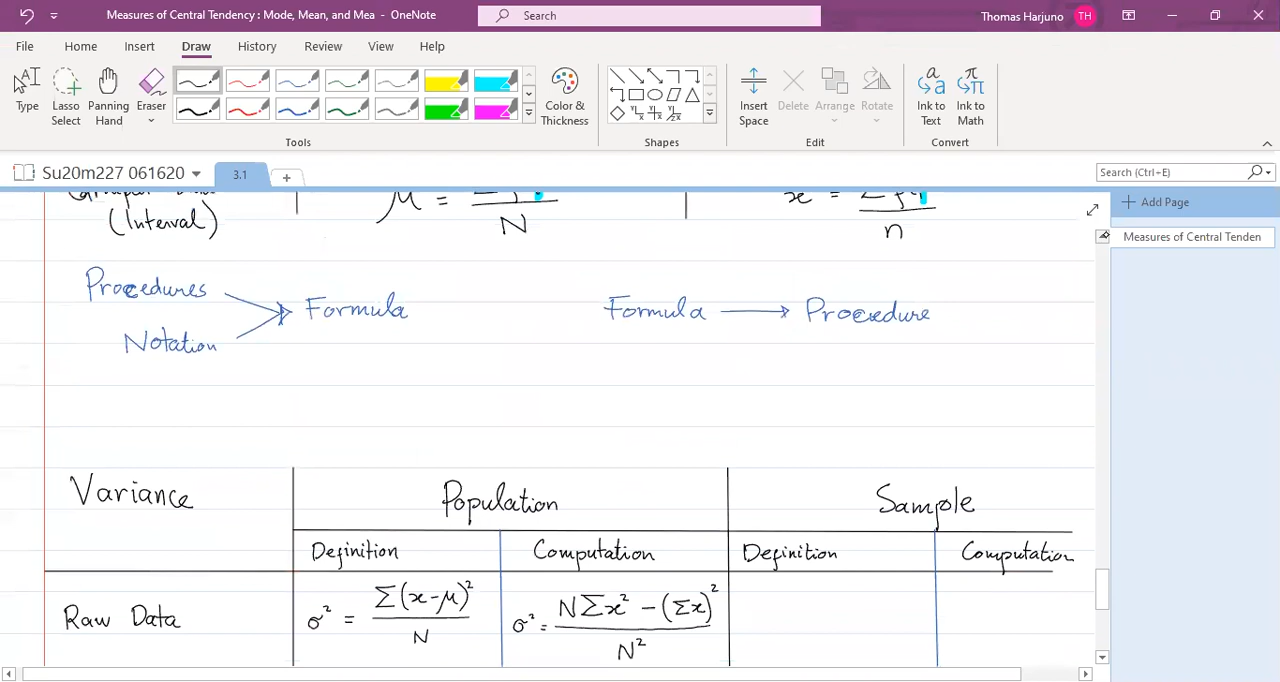 Measures of Central Tendency : Mode, Mean, and Mea - OneNote
Search
Thomas Harjuno TH
File Home Insert Draw History Review View Help
Type Lasso Select Panning Hand Eraser Color & Thickness Insert Space Delete Arrange Rotate Ink to Text Ink to Math
Tools Shapes Edit Convert
Su20m227 061620 3.1 Search (Ctrl+E)
Add Page
Measures of Central Tenden
(Interval) μ = N x = Σ n
Procedures
Notation
Formula
Formula → Procedure
Variance Population Sample
Definition Computation Definition Computation
Raw Data σ² = Σ(x-μ)² / N σ² = NΣx² - (Σx)² / N²